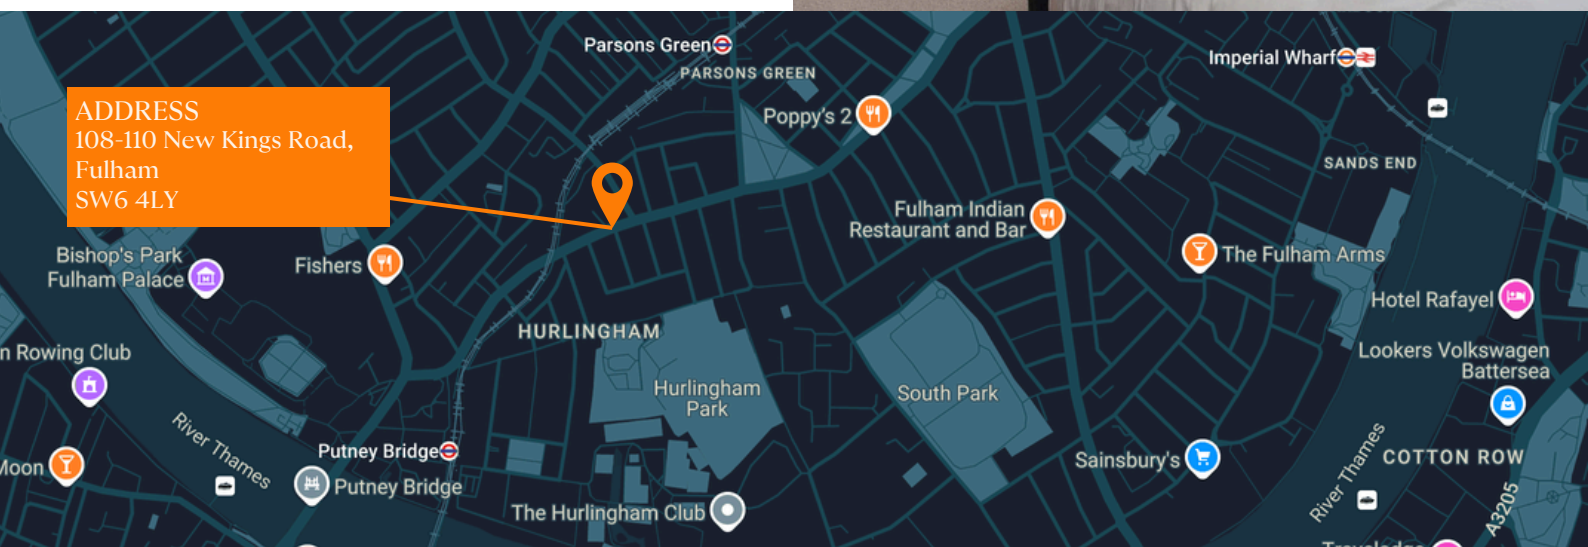 Parsons Green
PARSONS GREEN
Imperial Wharf
ADDRESS
108-110 New Kings Road,
Fulham
SW6 4LY
Poppy's 2
SANDS END
Fulham Indian
Restaurant and Bar
The Fulham Arms
Bishop's Park
Fulham Palace
Fishers
Hotel Rafayel
HURLINGHAM
n Rowing Club
Lookers Volkswagen
Battersea
Hurlingham
Park
South Park
River Thames
Putney Bridge
Moon
Putney Bridge
Sainsbury's
COTTON ROW
River Thames
A3205
The Hurlingham Club